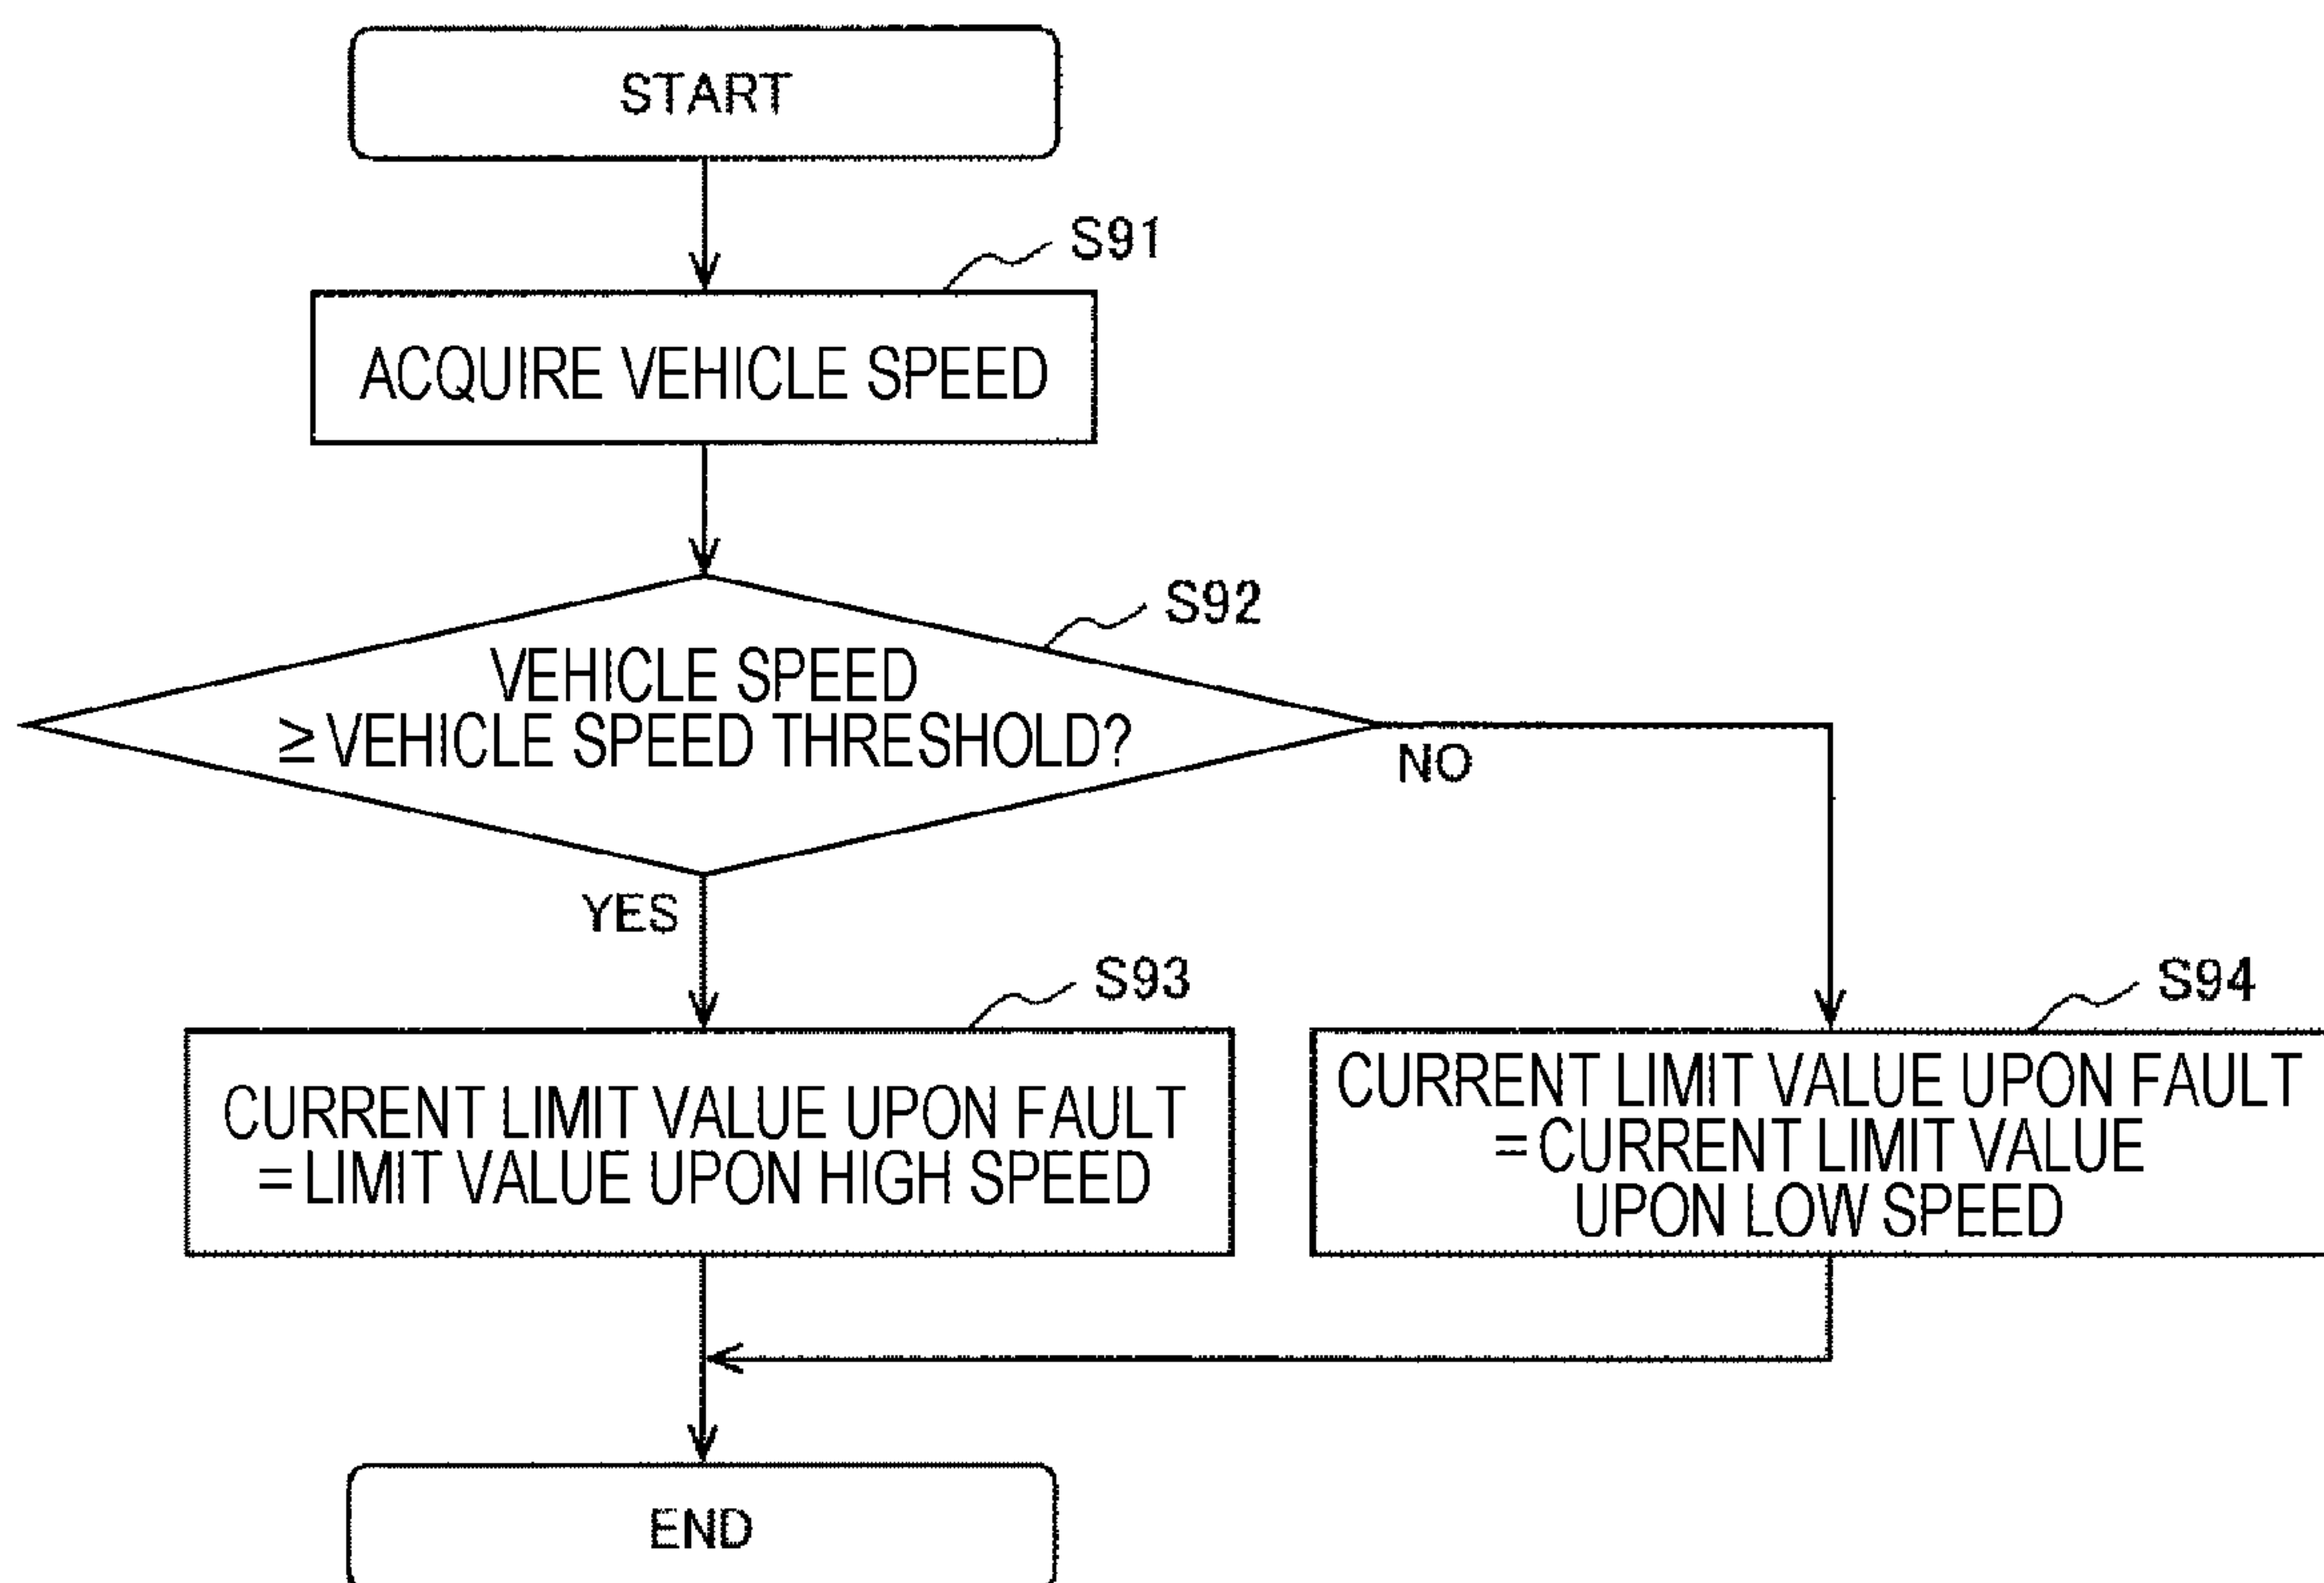 START
S91
ACQUIRE VEHICLE SPEED
S92
VEHICLE SPEED
≥ VEHICLE SPEED THRESHOLD?
NO
YES
S93
CURRENT LIMIT VALUE UPON FAULT
= LIMIT VALUE UPON HIGH SPEED
S94
CURRENT LIMIT VALUE UPON FAULT
= CURRENT LIMIT VALUE
UPON LOW SPEED
END